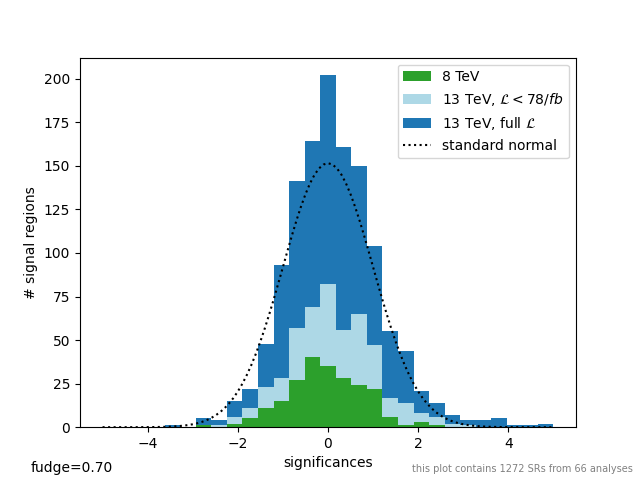 8 TeV
13 TeV, ℒ < 78/fb
13 TeV, full ℒ
standard normal
# signal regions
200
175
150
125
100
75
50
25
0
−4
−2
0
2
4
significances
fudge=0.70
this plot contains 1272 SRs from 66 analyses